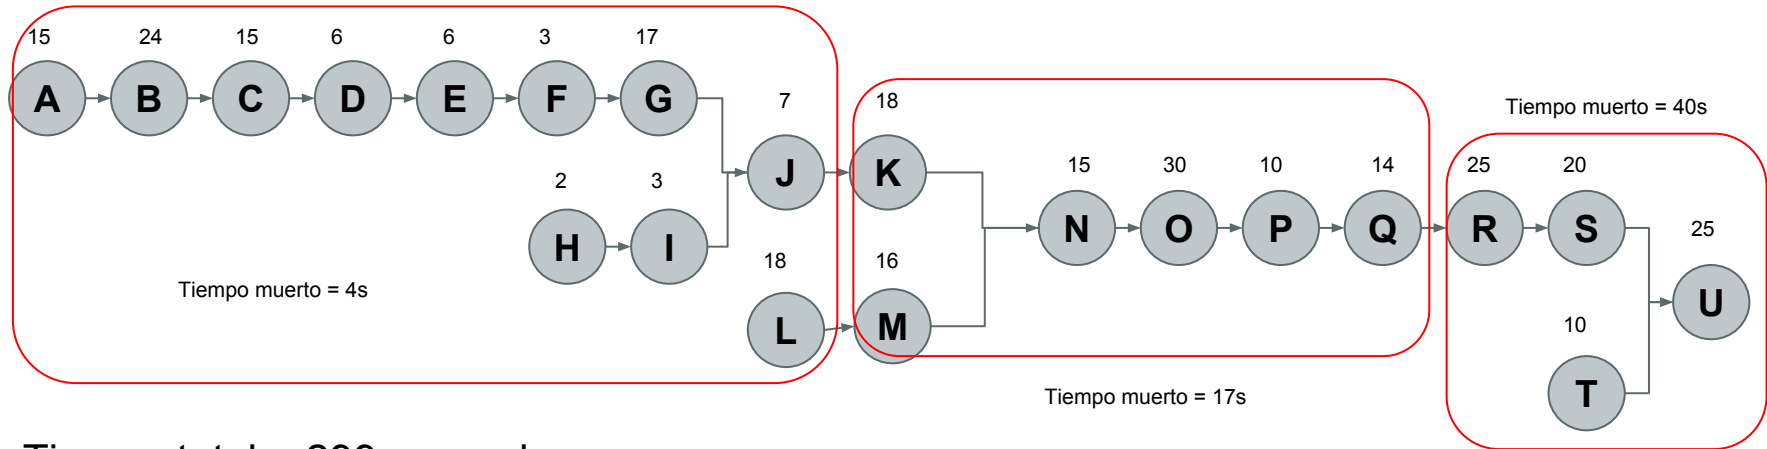 15 24 15 6 6 3 17
A B C D E F G
7
J
2 3
H I
18
L
Tiempo muerto = 4s
18
K
16
M
15 30 10 14
N O P Q
Tiempo muerto = 17s
Tiempo muerto = 40s
25 20
R S
25
U
10
T